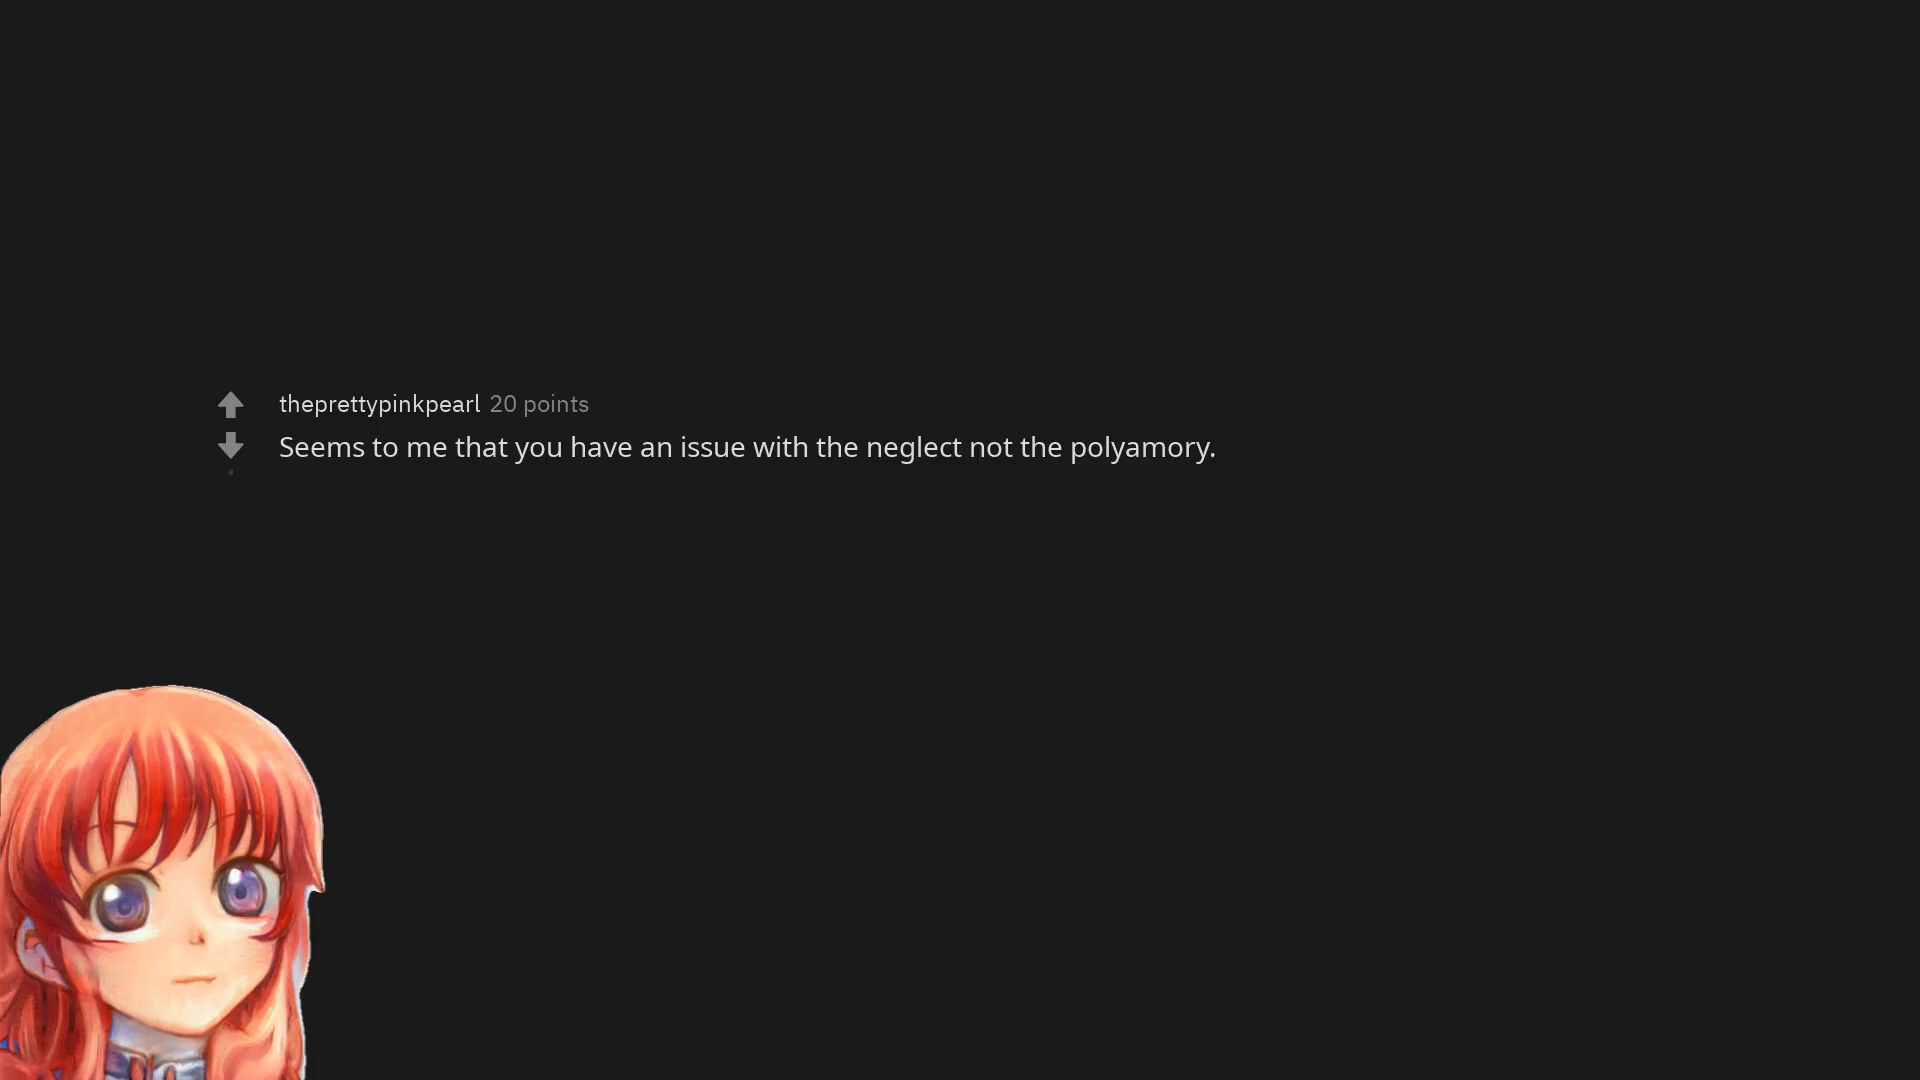 theprettypinkpearl 20 points
Seems to me that you have an issue with the neglect not the polyamory.